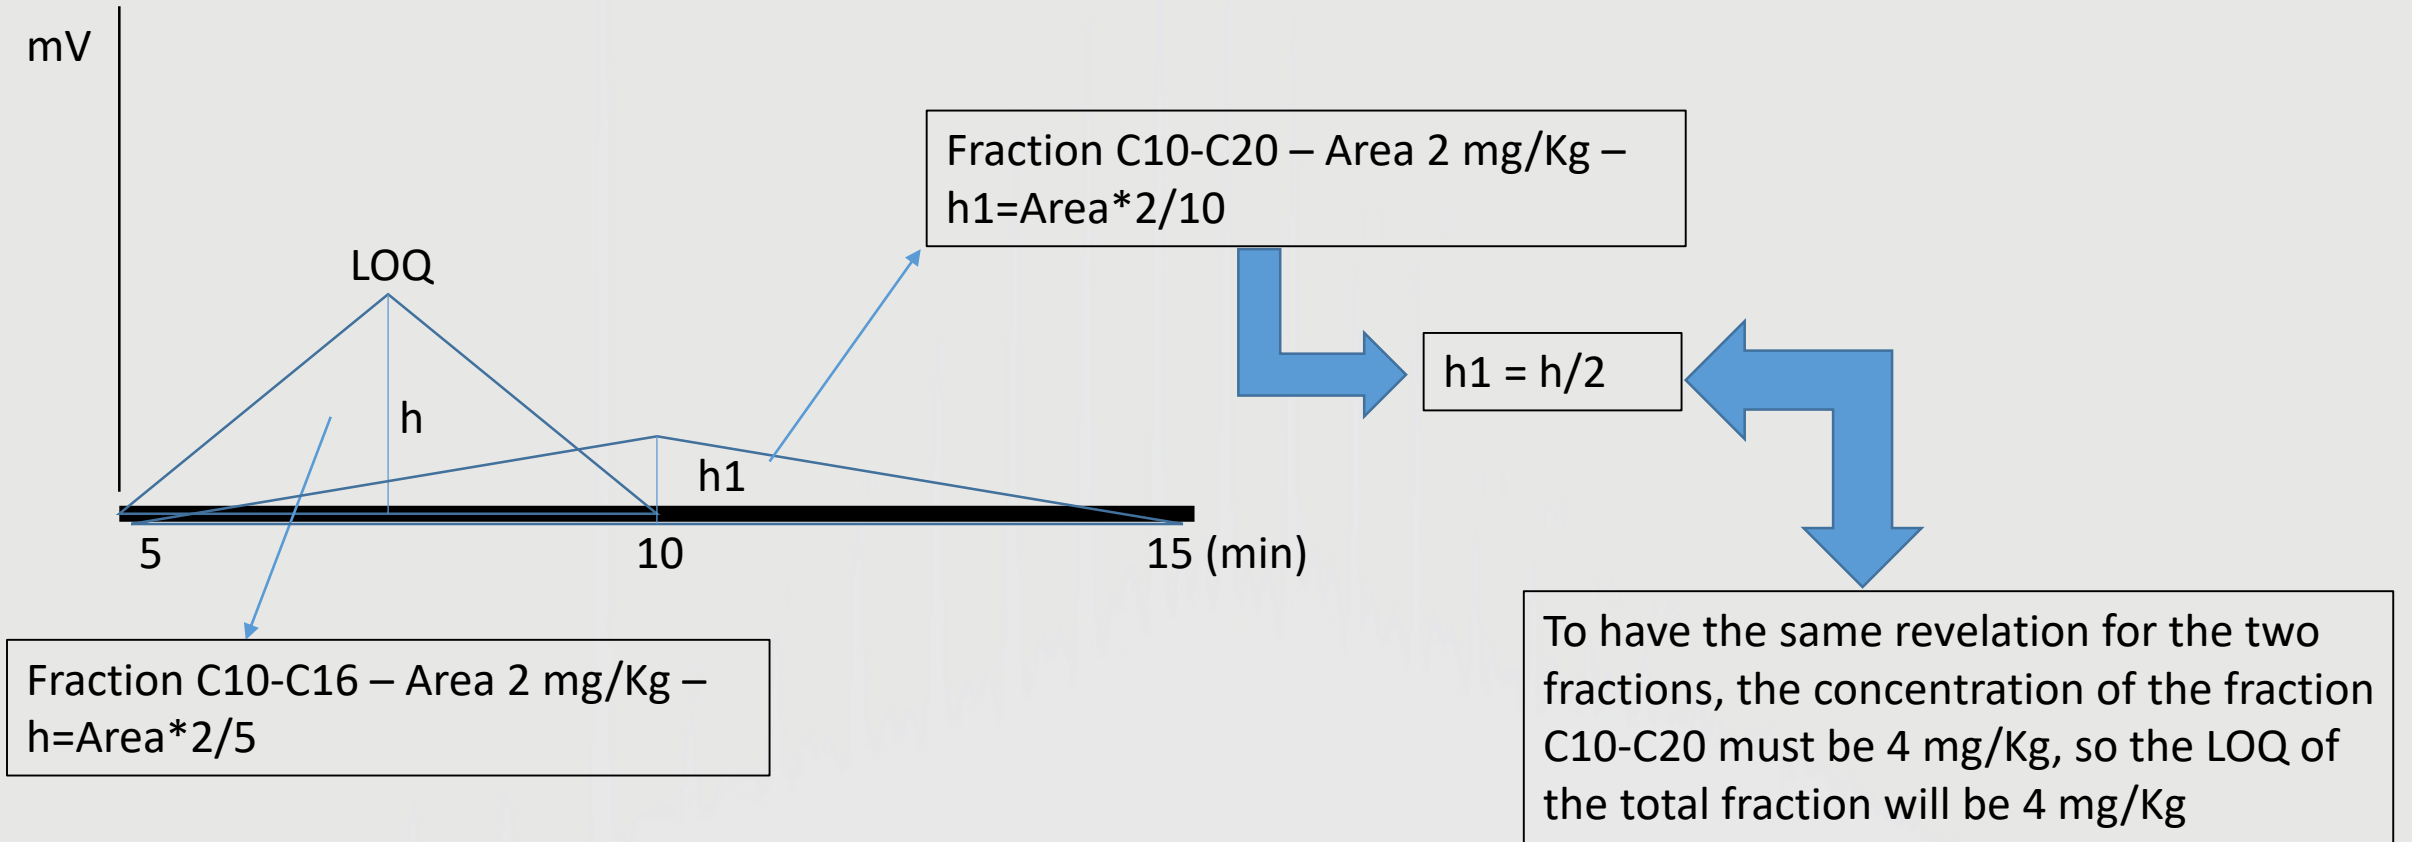 mV
Fraction C10-C20 – Area 2 mg/Kg –
h1=Area*2/10
LOQ
h1 = h/2
h
h1
5
10
15 (min)
Fraction C10-C16 – Area 2 mg/Kg –
h=Area*2/5
To have the same revelation for the two
fractions, the concentration of the fraction
C10-C20 must be 4 mg/Kg, so the LOQ of
the total fraction will be 4 mg/Kg